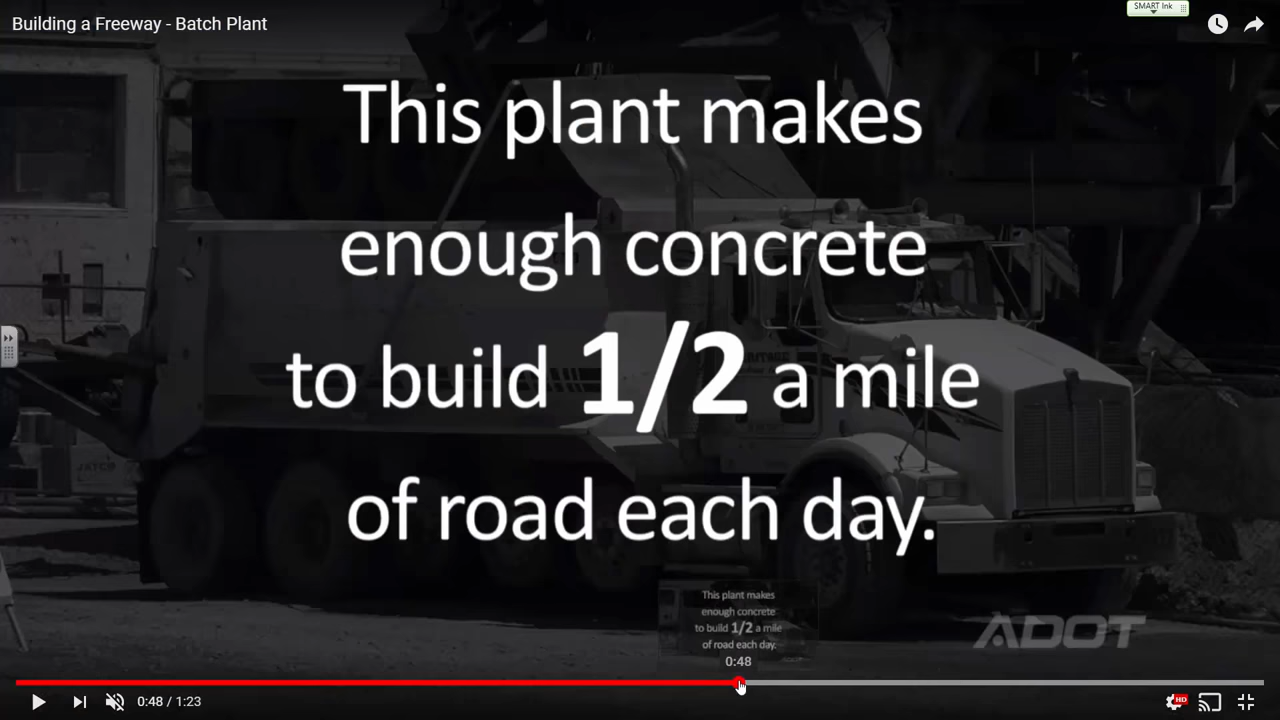 Building a Freeway - Batch Plant
SMART Ink
This plant makes
enough concrete
to build 1/2 a mile
of road each day.
This plant makes
enough concrete
to build 1/2 a mile
of road each day.
0:48
ADOT
0:48 / 1:23
HD